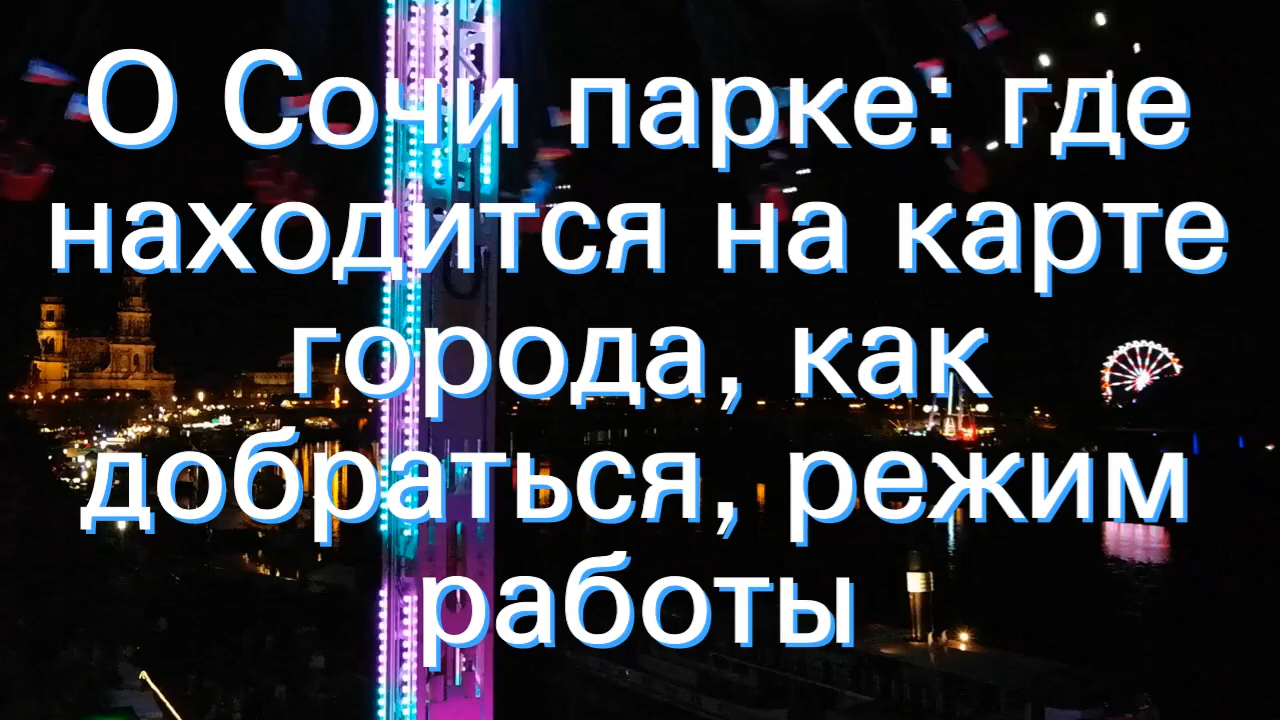 О Сочи парке: где
находится на карте
города, как
добраться, режим
работы